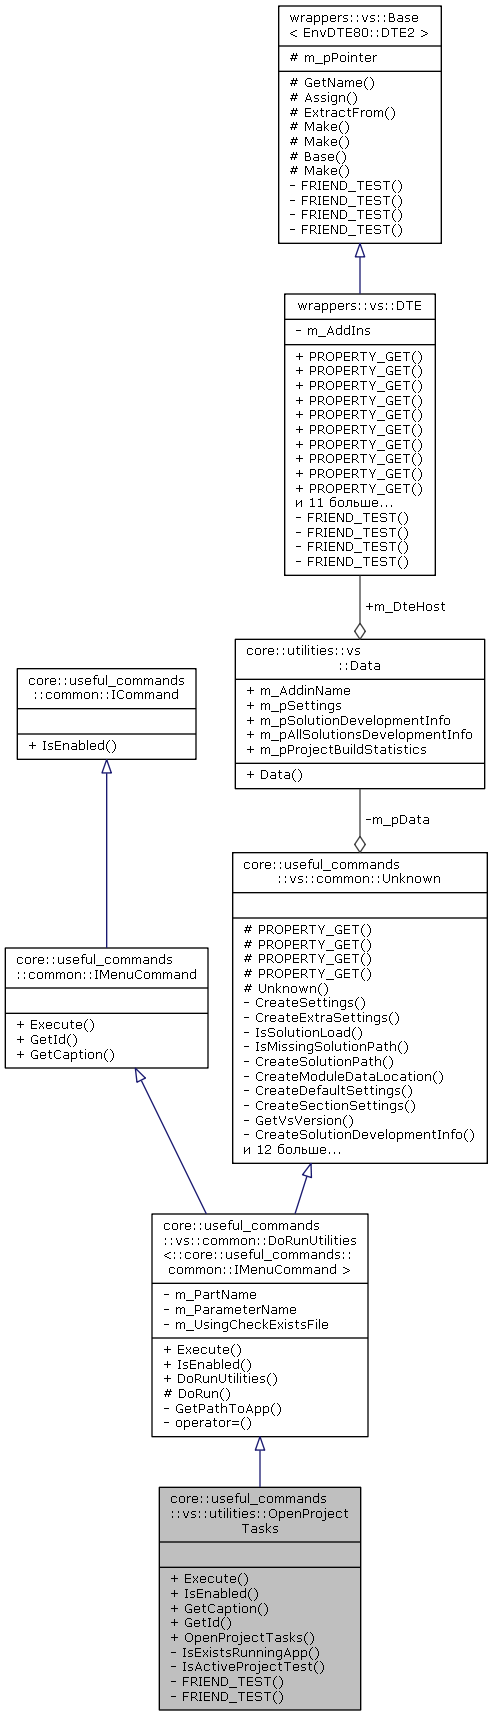 wrappers::vs::Base
< EnvDTE80::DTE2 >
# m_pPointer
# GetName()
# Assign()
# ExtractFrom()
# Make()
# Make()
# Base()
# Make()
- FRIEND_TEST()
- FRIEND_TEST()
- FRIEND_TEST()
- FRIEND_TEST()
wrappers::vs::DTE
- m_AddIns
+ PROPERTY_GET()
+ PROPERTY_GET()
+ PROPERTY_GET()
+ PROPERTY_GET()
+ PROPERTY_GET()
+ PROPERTY_GET()
+ PROPERTY_GET()
+ PROPERTY_GET()
+ PROPERTY_GET()
+ PROPERTY_GET()
и 11 больше...
- FRIEND_TEST()
- FRIEND_TEST()
- FRIEND_TEST()
- FRIEND_TEST()
+m_DteHost
core::utilities::vs
::Data
+ m_AddinName
+ m_pSettings
+ m_pSolutionDevelopmentInfo
+ m_pAllSolutionsDevelopmentInfo
+ m_pProjectBuildStatistics
+ Data()
core::useful_commands
::common::ICommand
+ IsEnabled()
-m_pData
core::useful_commands
::vs::common::Unknown
# PROPERTY_GET()
# PROPERTY_GET()
# PROPERTY_GET()
# PROPERTY_GET()
# Unknown()
- CreateSettings()
- CreateExtraSettings()
- IsSolutionLoad()
- IsMissingSolutionPath()
- CreateSolutionPath()
- CreateModuleDataLocation()
- CreateDefaultSettings()
- CreateSectionSettings()
- GetVsVersion()
- CreateSolutionDevelopmentInfo()
и 12 больше...
core::useful_commands
::common::IMenuCommand
+ Execute()
+ GetId()
+ GetCaption()
core::useful_commands
::vs::common::DoRunUtilities
<::core::useful_commands::
common::IMenuCommand >
- m_PartName
- m_ParameterName
- m_UsingCheckExistsFile
+ Execute()
+ IsEnabled()
+ DoRunUtilities()
# DoRun()
- GetPathToApp()
- operator=()
core::useful_commands
::vs::utilities::OpenProject
Tasks
+ Execute()
+ IsEnabled()
+ GetCaption()
+ GetId()
+ OpenProjectTasks()
- IsExistsRunningApp()
- IsActiveProjectTest()
- FRIEND_TEST()
- FRIEND_TEST()